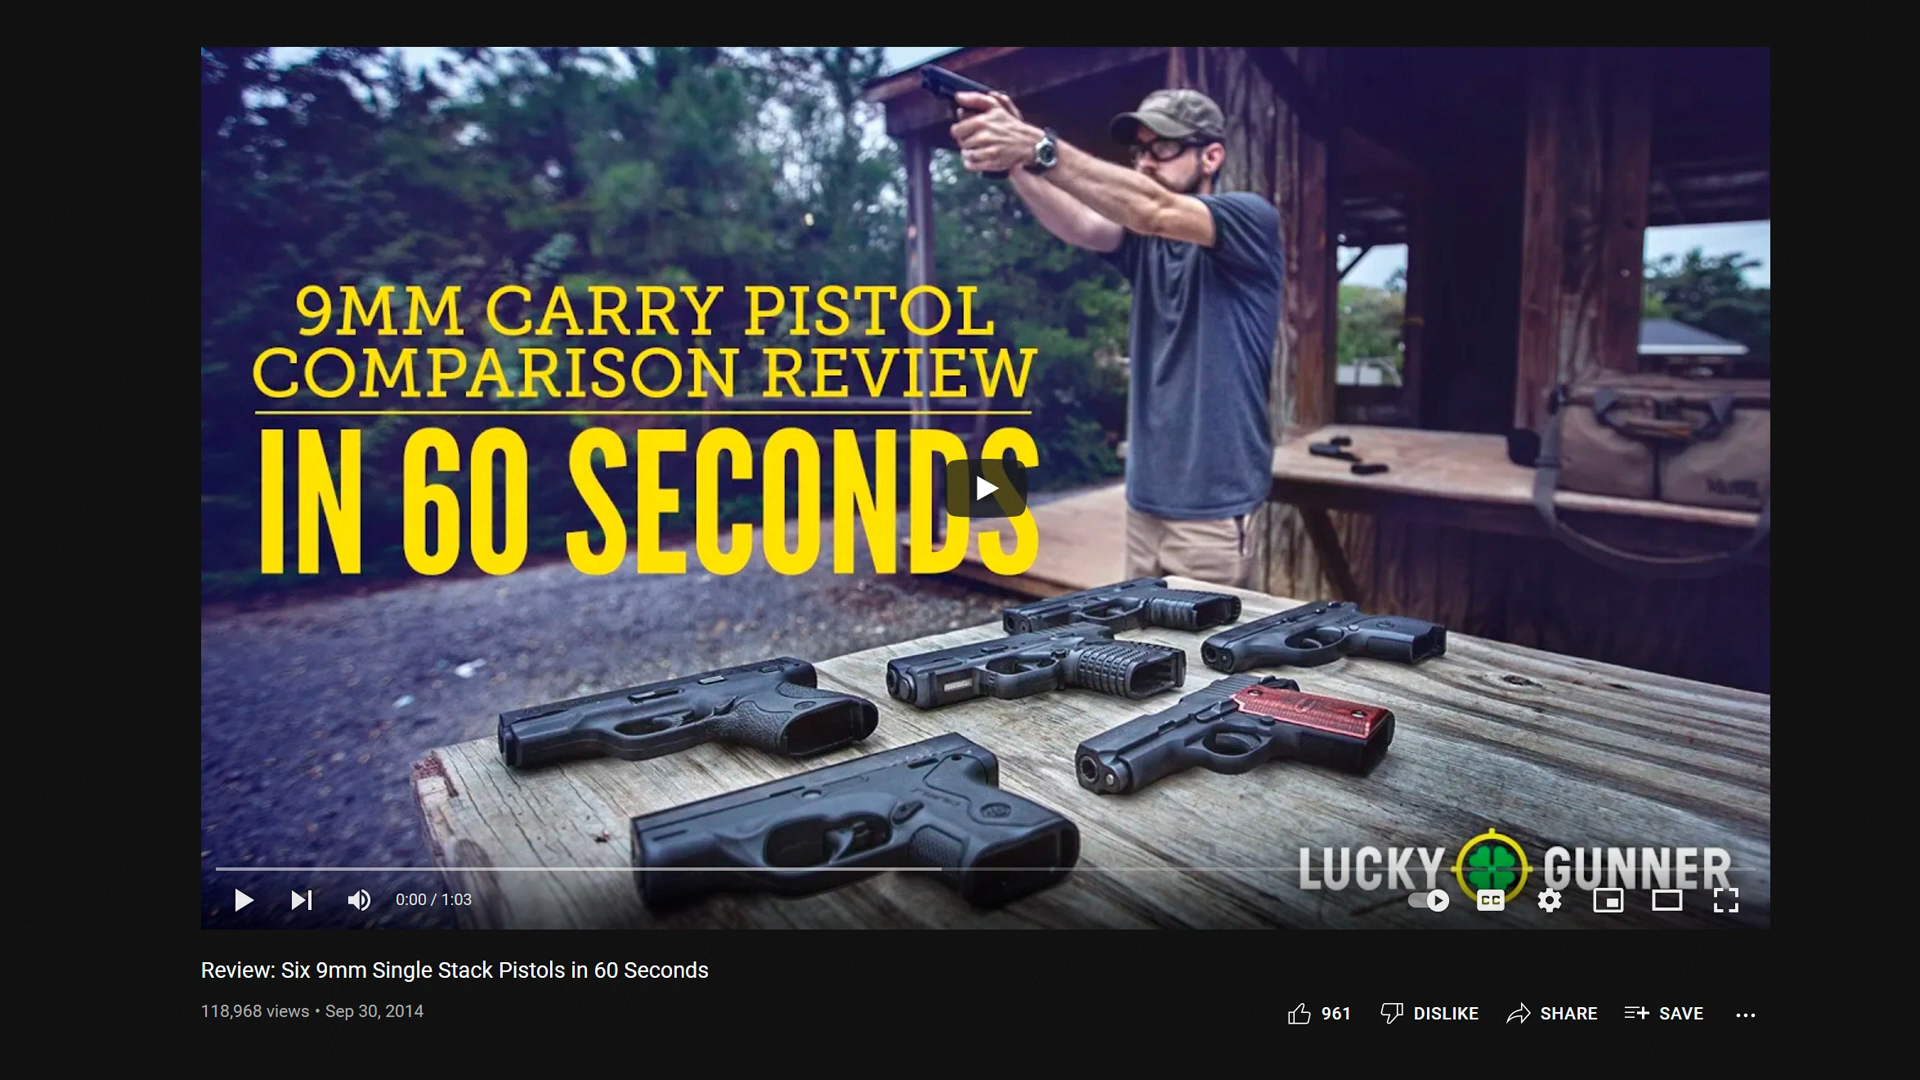 9MM CARRY PISTOL
COMPARISON REVIEW
IN 60 SECONDS
LUCKY GUNNER
0:00 / 1:03
CC
Review: Six 9mm Single Stack Pistols in 60 Seconds
118,968 views • Sep 30, 2014
961 DISLIKE SHARE SAVE